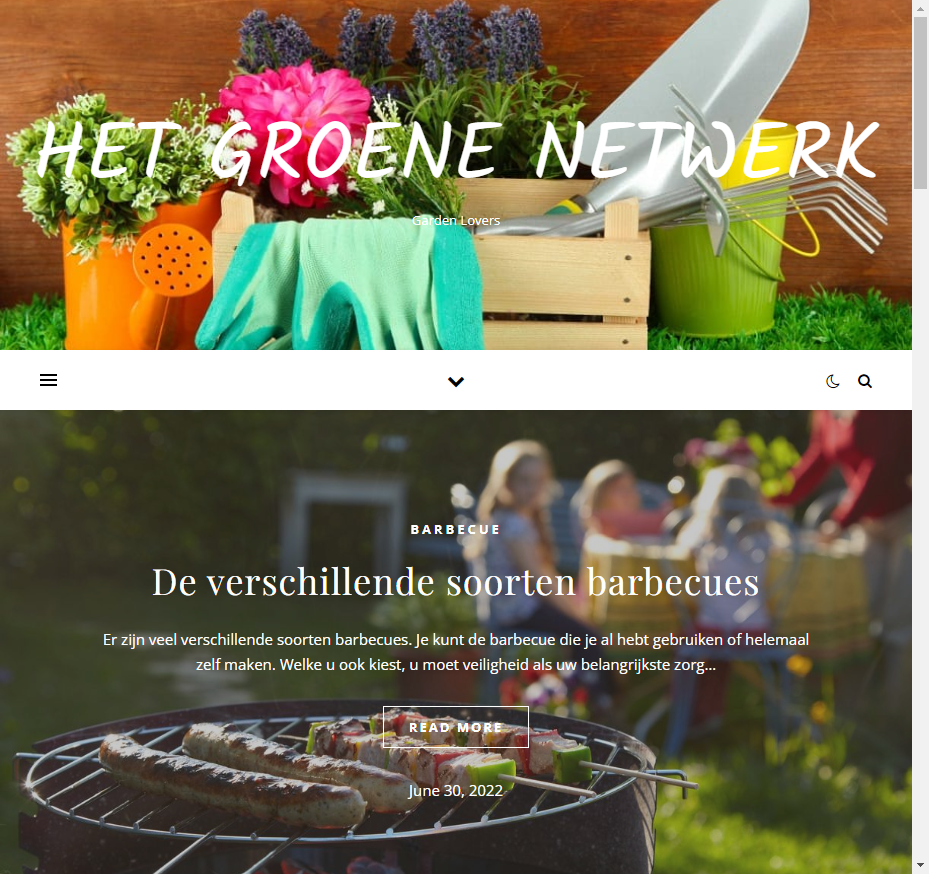 HET GROENE NETWERK
Garden Lovers
BARBECUE
De verschillende soorten barbecues
Er zijn veel verschillende soorten barbecues. Je kunt de barbecue die je al hebt gebruiken of helemaal
zelf maken. Welke u ook kiest, u moet veiligheid als uw belangrijkste zorg...
READ MORE
June 30, 2022